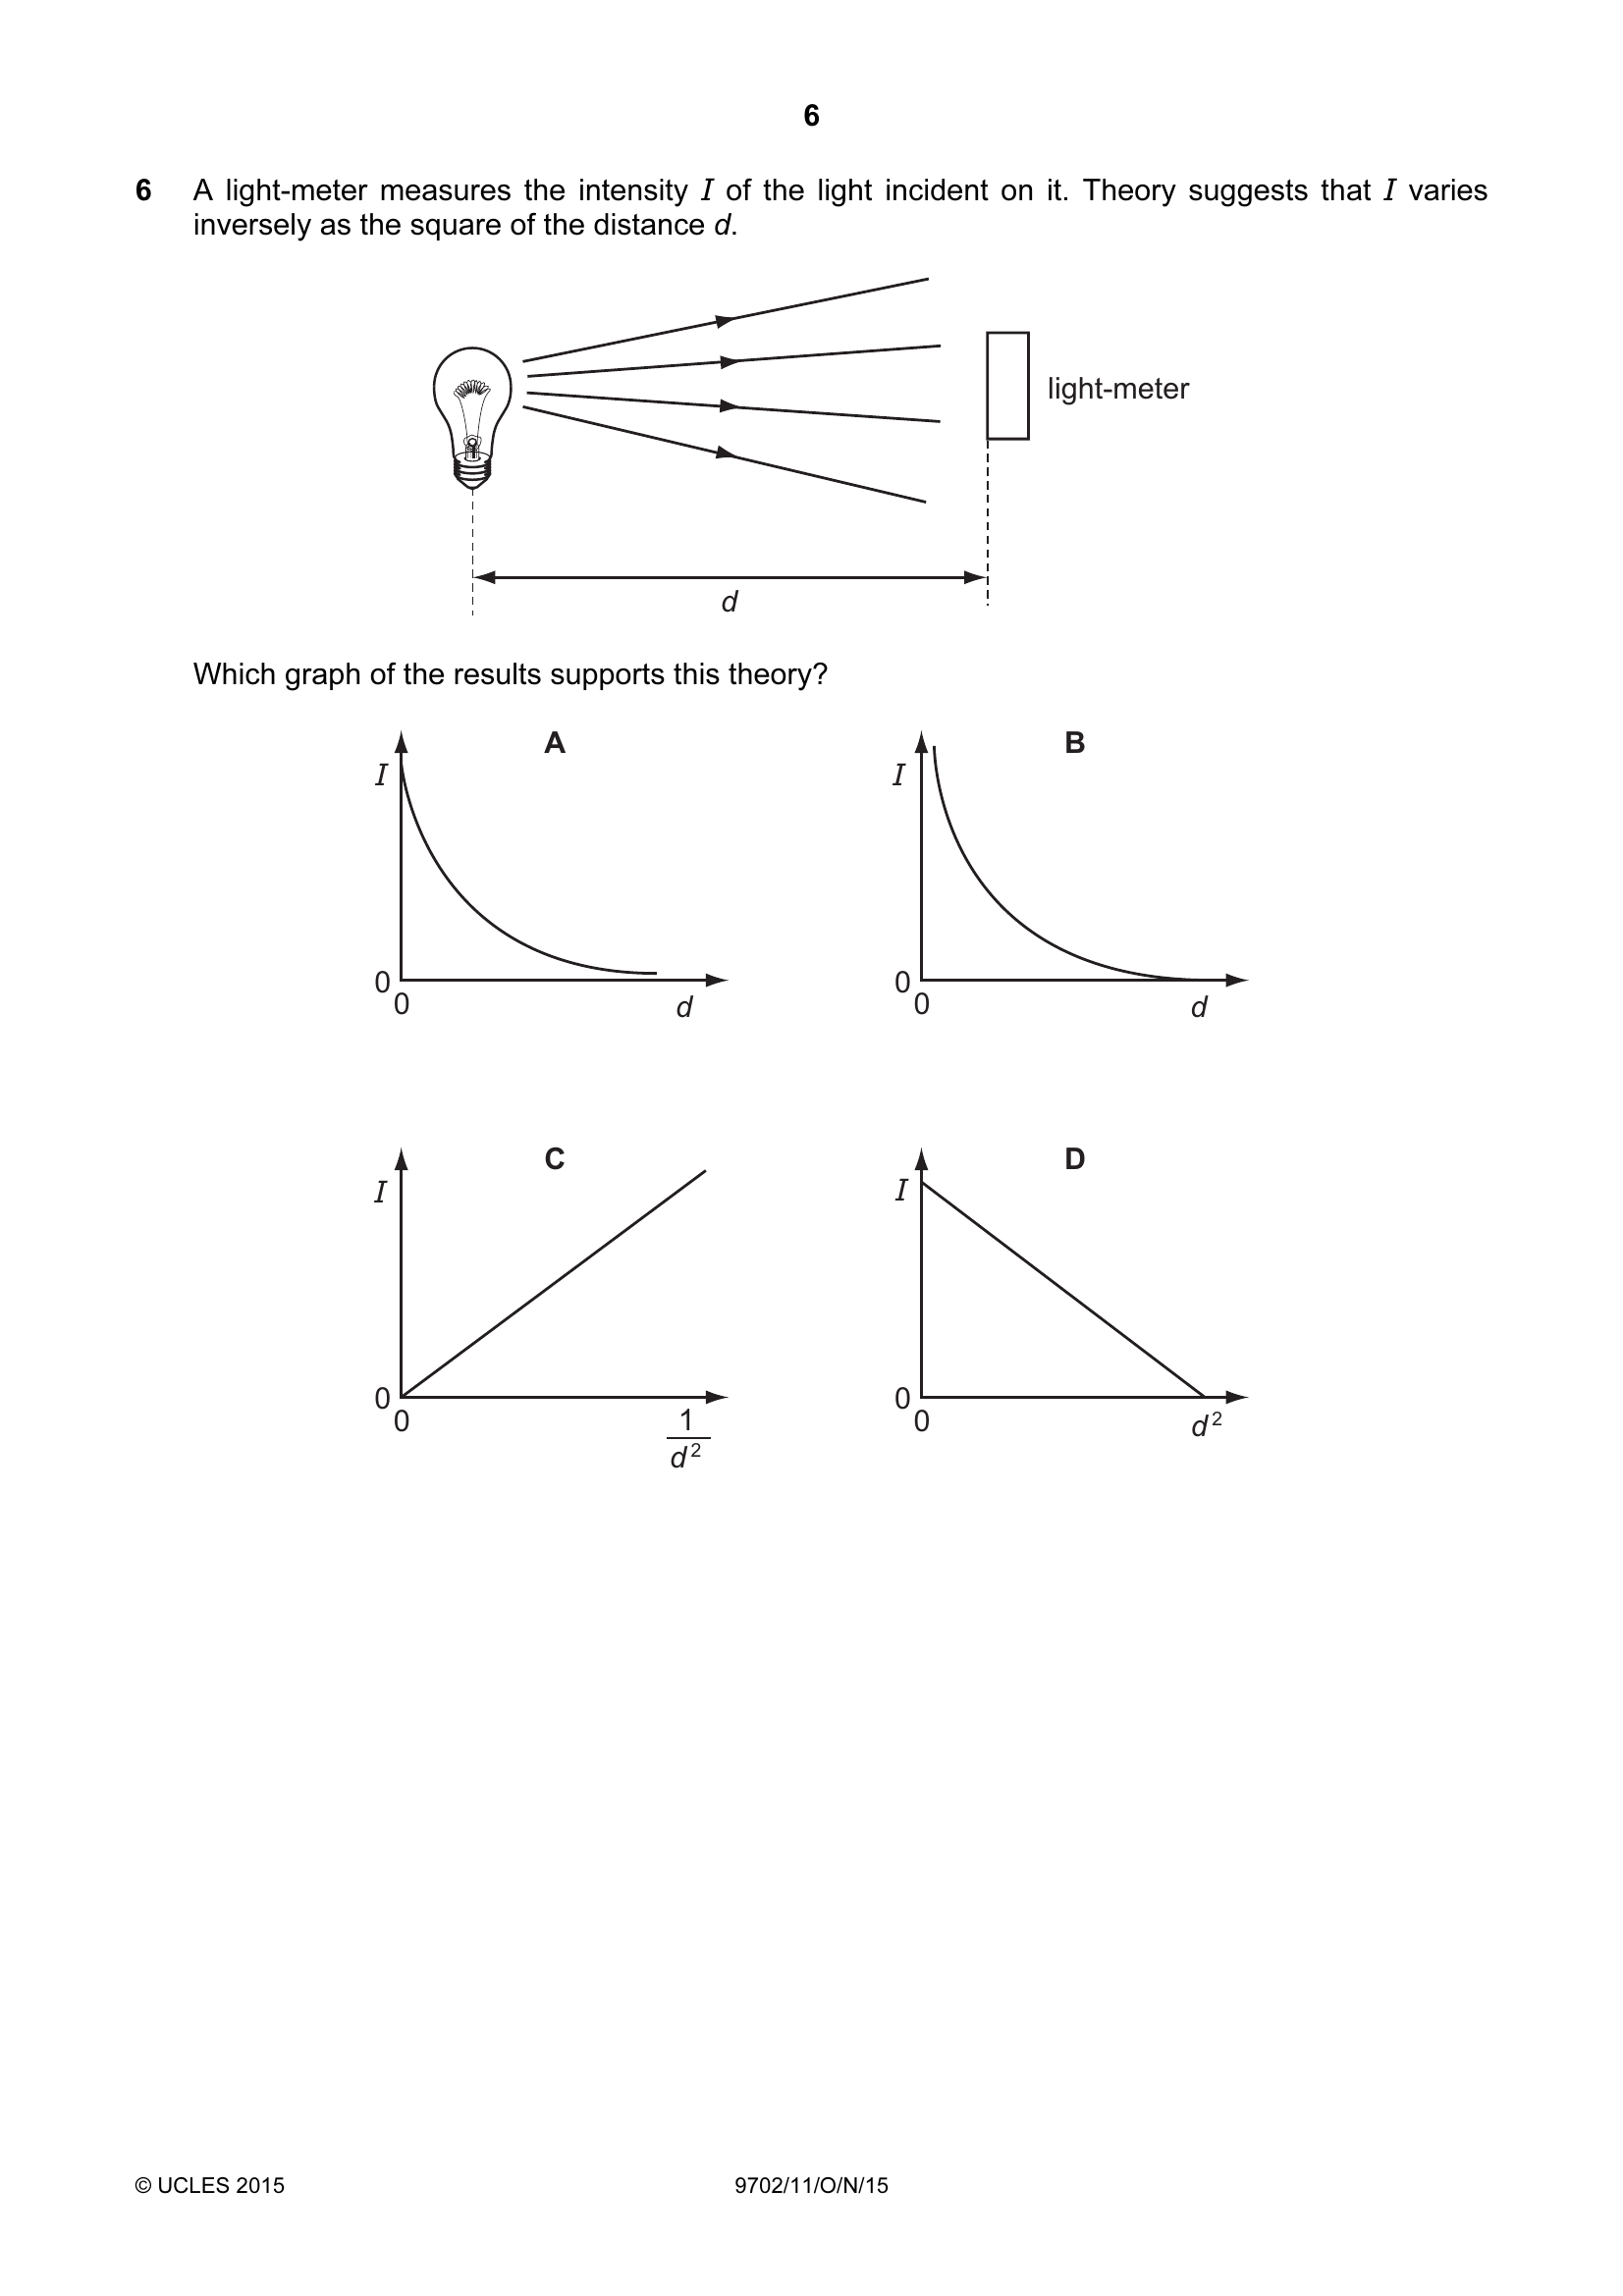 6
6 A light-meter measures the intensity I of the light incident on it. Theory suggests that I varies
inversely as the square of the distance d.
light-meter
d
Which graph of the results supports this theory?
A
I
0
0
d
B
I
0
0
d
C
I
0
0
1
d 2
D
I
0
0
d 2
© UCLES 2015
9702/11/O/N/15